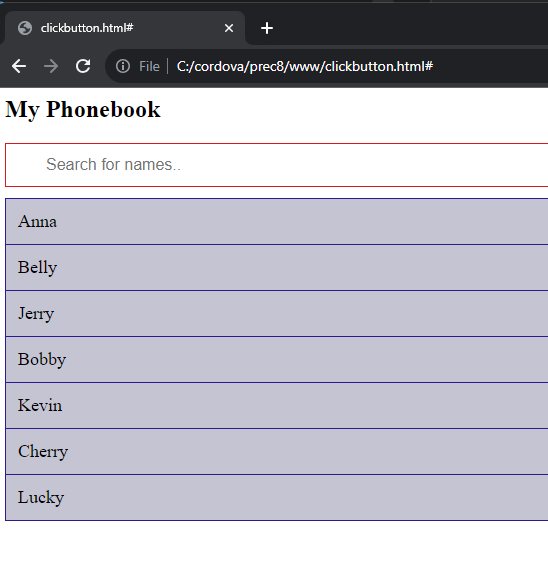 clickbutton.html#
File | C:/cordova/prec8/www/clickbutton.html#
My Phonebook
Search for names..
Anna
Belly
Jerry
Bobby
Kevin
Cherry
Lucky